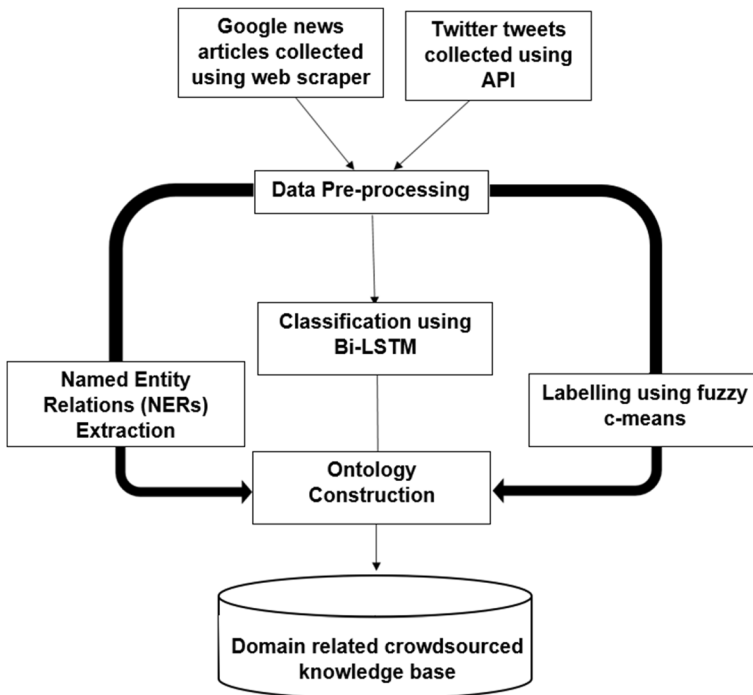 Google news
articles collected
using web scraper
Twitter tweets
collected using
API
Data Pre-processing
Classification using
Bi-LSTM
Named Entity
Relations (NERs)
Extraction
Labelling using fuzzy
c-means
Ontology
Construction
Domain related crowdsourced
knowledge base